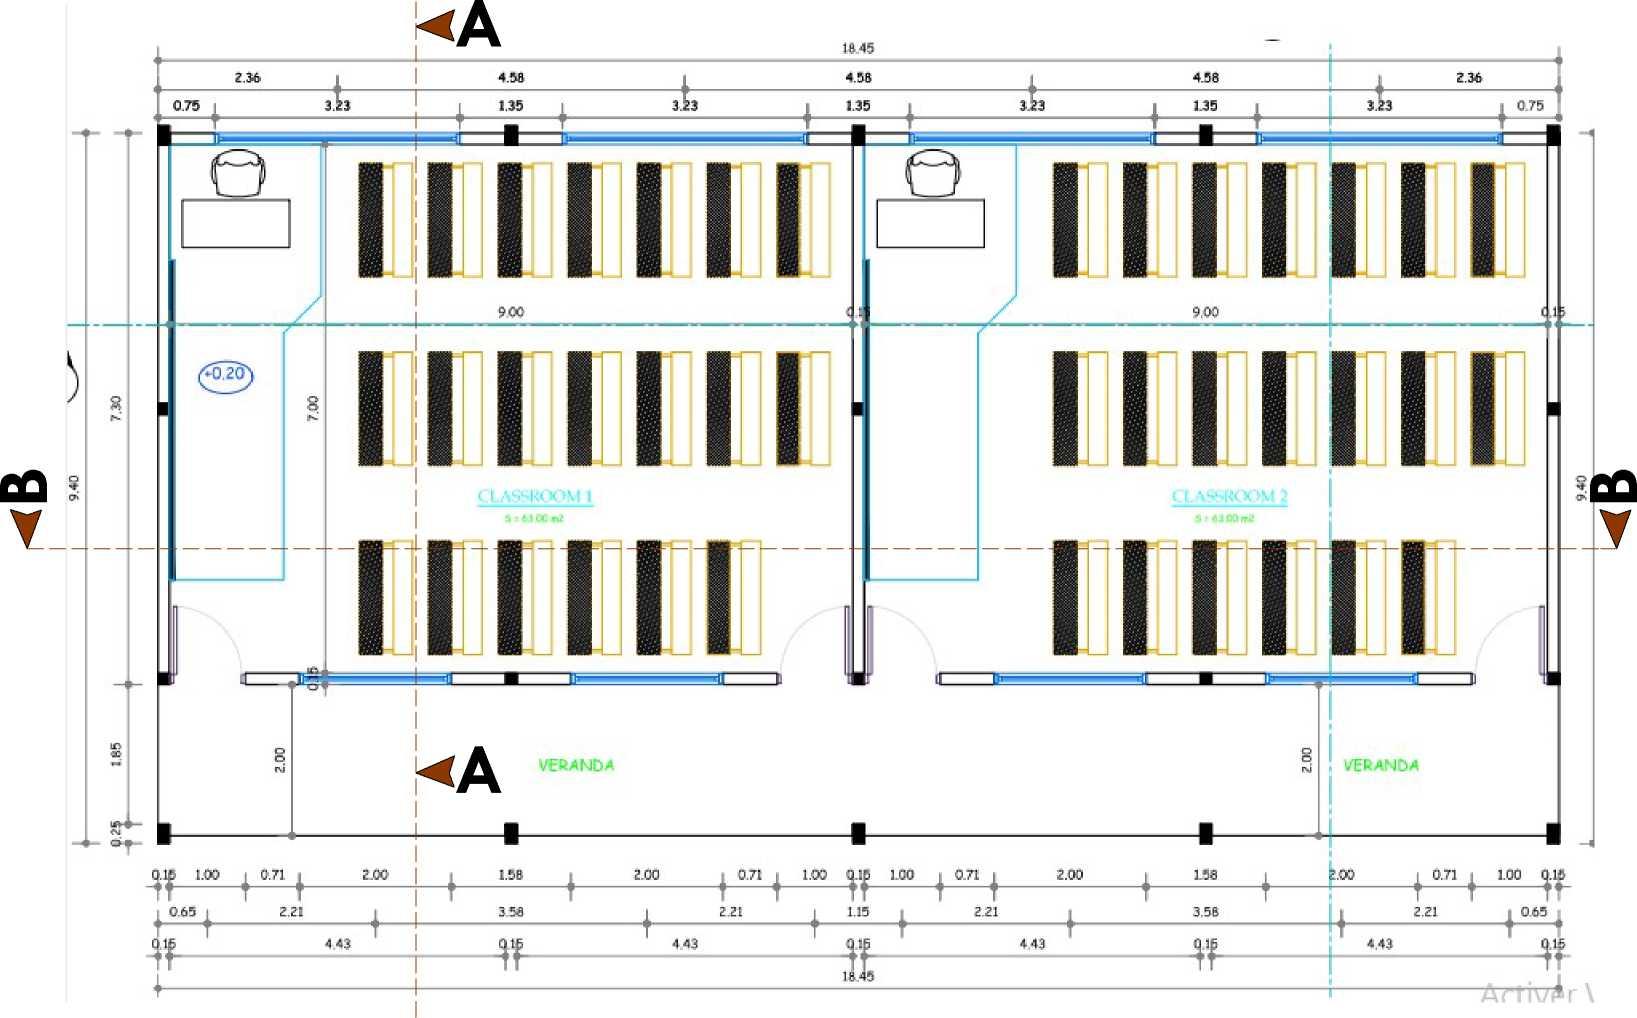 A
18.45
2.36 4.58 4.58 4.58 2.36
0.75 3.23 1.35 3.23 1.35 3.23 1.35 3.23 0.75
9.00 0.15 9.00 0.15
+0.20
7.30
7.00
9.40
9.40
B
B
CLASSROOM 1
S = 63.00 m2
CLASSROOM 2
S = 63.00 m2
0.15
1.85
2.00
A
VERANDA
2.00
VERANDA
0.25
0.15 1.00 0.71 2.00 1.58 2.00 0.71 1.00 0.15 1.00 0.71 2.00 1.58 2.00 0.71 1.00 0.15
0.65 2.21 3.58 2.21 1.15 2.21 3.58 2.21 0.65
0.15 4.43 0.15 4.43 0.15 4.43 0.15 4.43 0.15
18.45
Activer